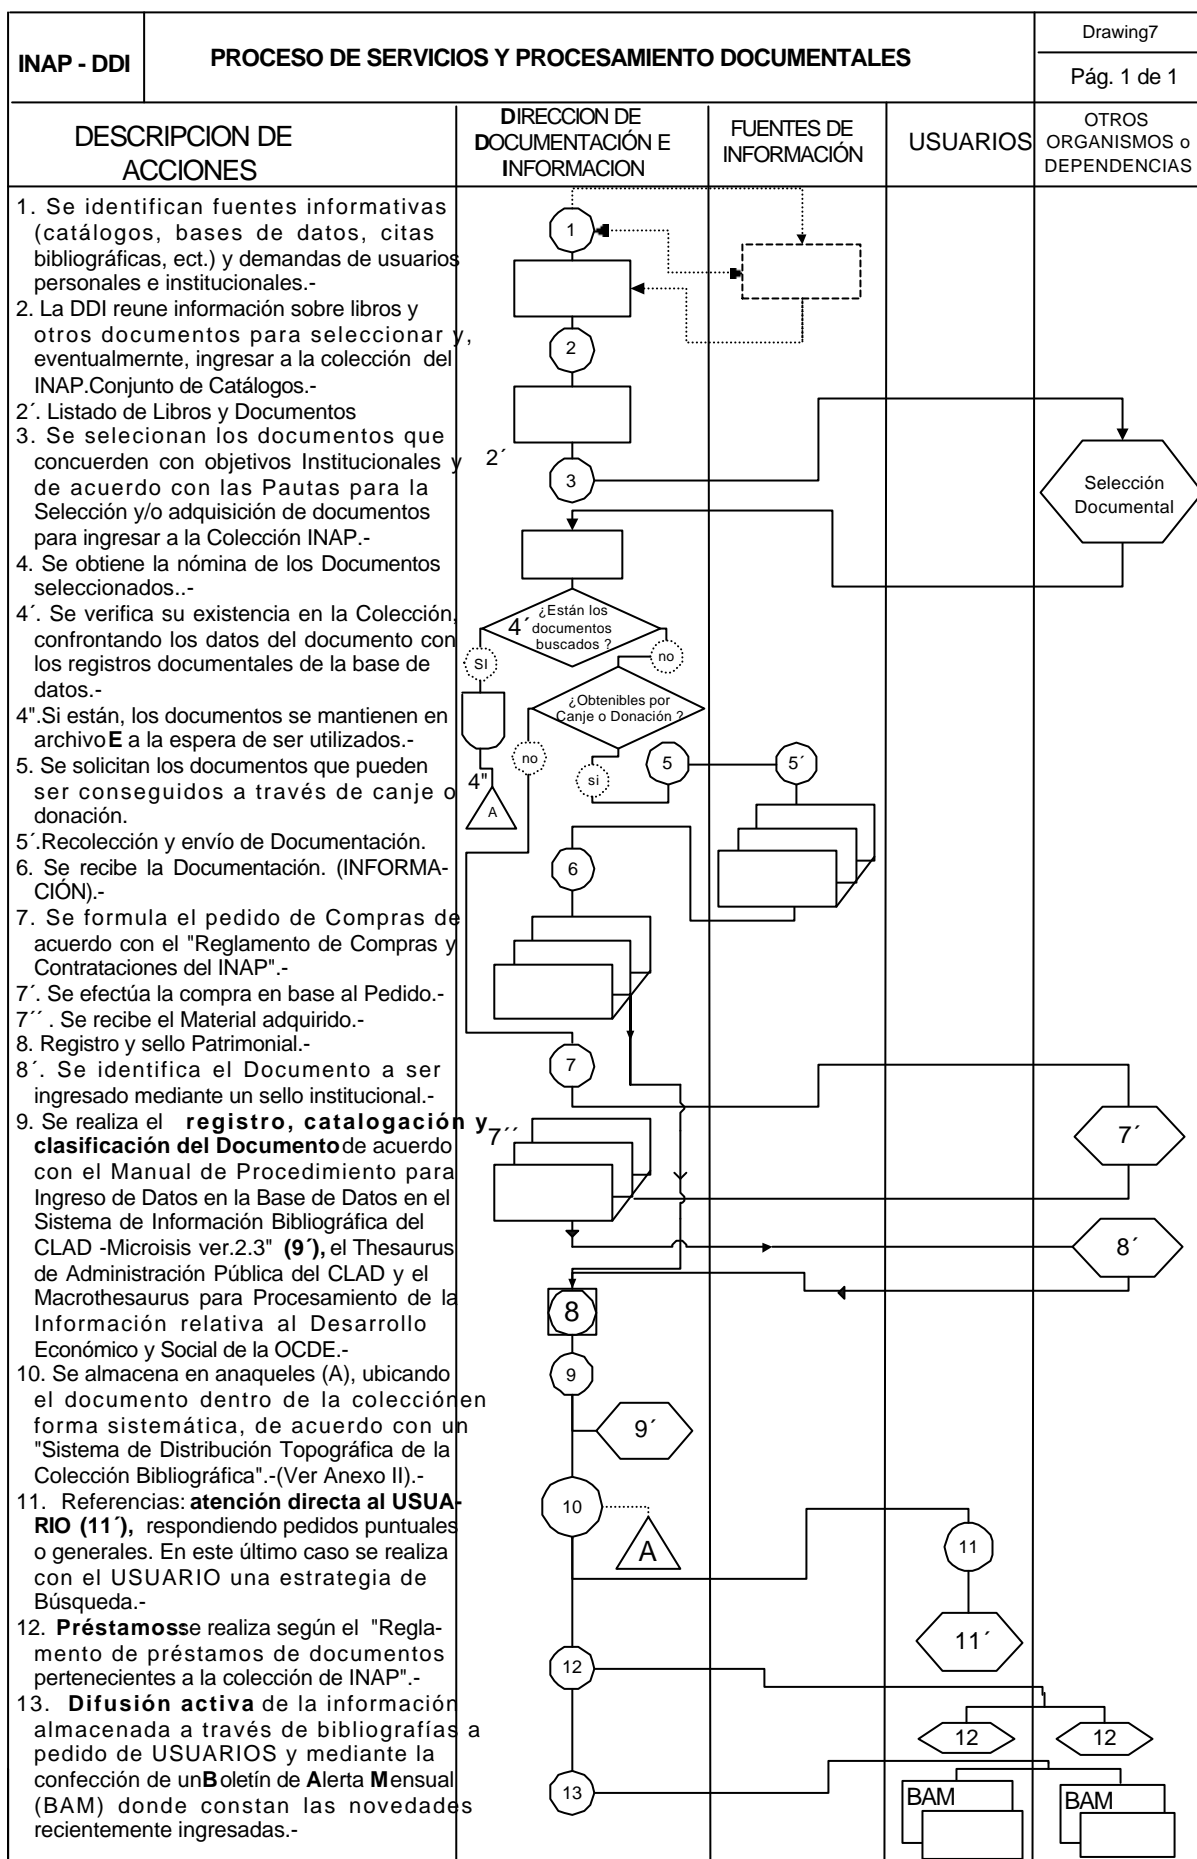 INAP - DDI
PROCESO DE SERVICIOS Y PROCESAMIENTO DOCUMENTALES
Drawing7
Pág. 1 de 1
DESCRIPCION DE
ACCIONES
DIRECCION DE
DOCUMENTACIÓN E
INFORMACION
FUENTES DE
INFORMACIÓN
USUARIOS
OTROS
ORGANISMOS o
DEPENDENCIAS
1. Se identifican fuentes informativas
(catálogos, bases de datos, citas
bibliográficas, ect.) y demandas de usuarios
personales e institucionales.-
2. La DDI reune información sobre libros y
otros documentos para seleccionar y,
eventualmernte, ingresar a la colección del
INAP.Conjunto de Catálogos.-
2´. Listado de Libros y Documentos
3. Se selecionan los documentos que
concuerden con objetivos Institucionales y
de acuerdo con las Pautas para la
Selección y/o adquisición de documentos
para ingresar a la Colección INAP.-
4. Se obtiene la nómina de los Documentos
seleccionados..-
4´. Se verifica su existencia en la Colección,
confrontando los datos del documento con
los registros documentales de la base de
datos.-
4".Si están, los documentos se mantienen en
archivo E a la espera de ser utilizados.-
5. Se solicitan los documentos que pueden
ser conseguidos a través de canje o
donación.
5´.Recolección y envío de Documentación.
6. Se recibe la Documentación. (INFORMA-
CIÓN).-
7. Se formula el pedido de Compras de
acuerdo con el "Reglamento de Compras y
Contrataciones del INAP".-
7´. Se efectúa la compra en base al Pedido.-
7´´ . Se recibe el Material adquirido.-
8. Registro y sello Patrimonial.-
8´. Se identifica el Documento a ser
ingresado mediante un sello institucional.-
9. Se realiza el registro, catalogación y
clasificación del Documento de acuerdo
con el Manual de Procedimiento para
Ingreso de Datos en la Base de Datos en el
Sistema de Información Bibliográfica del
CLAD -Microisis ver.2.3" (9´), el Thesaurus
de Administración Pública del CLAD y el
Macrothesaurus para Procesamiento de la
Información relativa al Desarrollo
Económico y Social de la OCDE.-
10. Se almacena en anaqueles (A), ubicando
el documento dentro de la colecciónen
forma sistemática, de acuerdo con un
"Sistema de Distribución Topográfica de la
Colección Bibliográfica".-(Ver Anexo II).-
11. Referencias: atención directa al USUA-
RIO (11´), respondiendo pedidos puntuales
o generales. En este último caso se realiza
con el USUARIO una estrategia de
Búsqueda.-
12. Préstamos:se realiza según el "Regla-
mento de préstamos de documentos
pertenecientes a la colección de INAP".-
13. Difusión activa de la información
almacenada a través de bibliografías a
pedido de USUARIOS y mediante la
confección de un Boletín de Alerta Mensual
(BAM) donde constan las novedades
recientemente ingresadas.-
1
2
2´
3
Selección
Documental
4´
¿Están los
documentos
buscados ?
SI
no
¿Obtenibles por
Canje o Donación ?
no
si
4"
A
5
5´
6
7
7´´
7´
8´
8
9
9´
10
A
11
11´
12
12
12
13
BAM
BAM